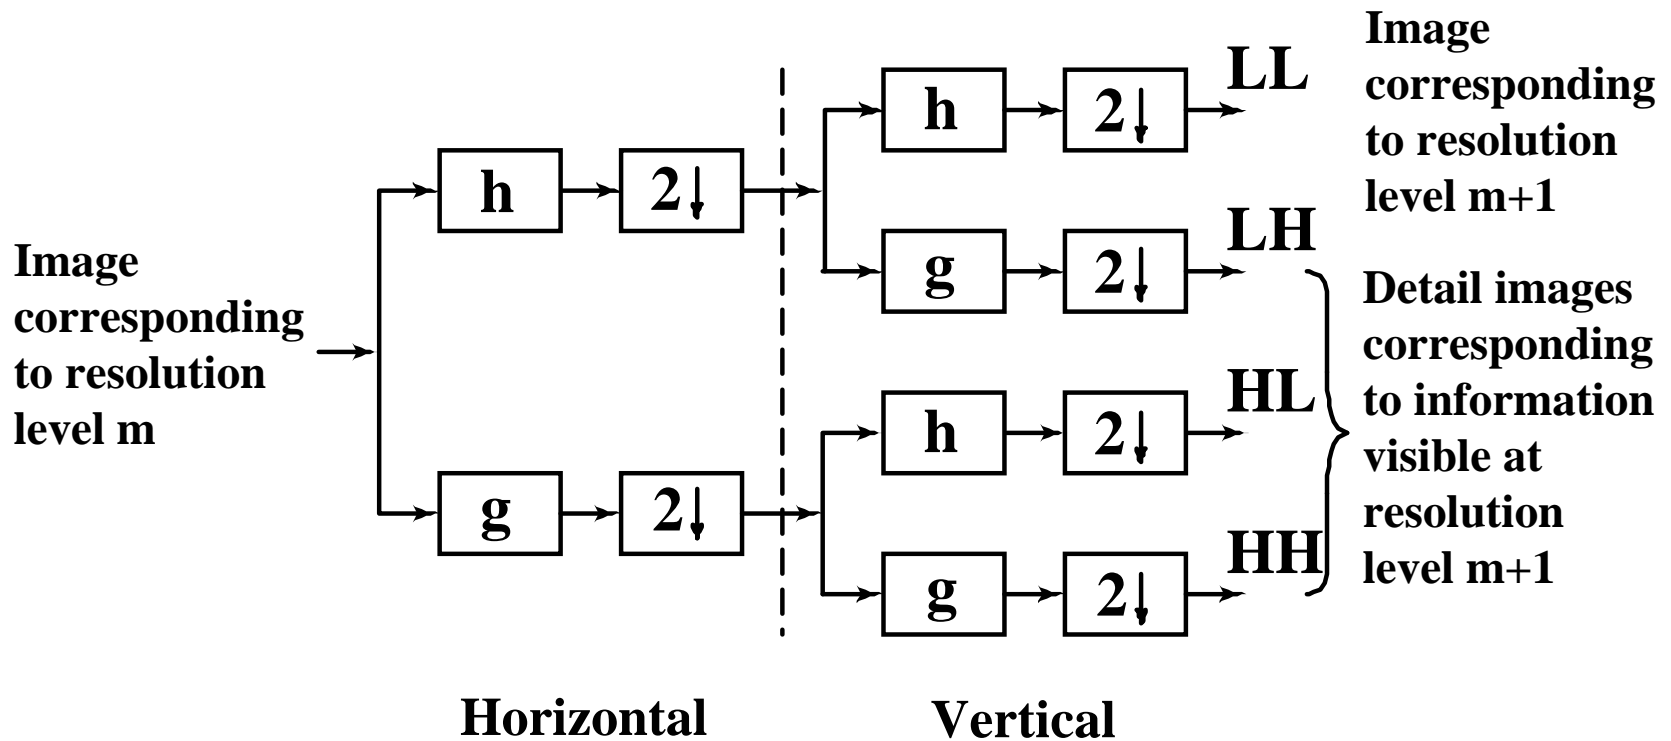 Image
corresponding
to resolution
level m
h
2↓
g
2↓
h
2↓
LL
g
2↓
LH
h
2↓
HL
g
2↓
HH
Image
corresponding
to resolution
level m+1
Detail images
corresponding
to information
visible at
resolution
level m+1
Horizontal
Vertical